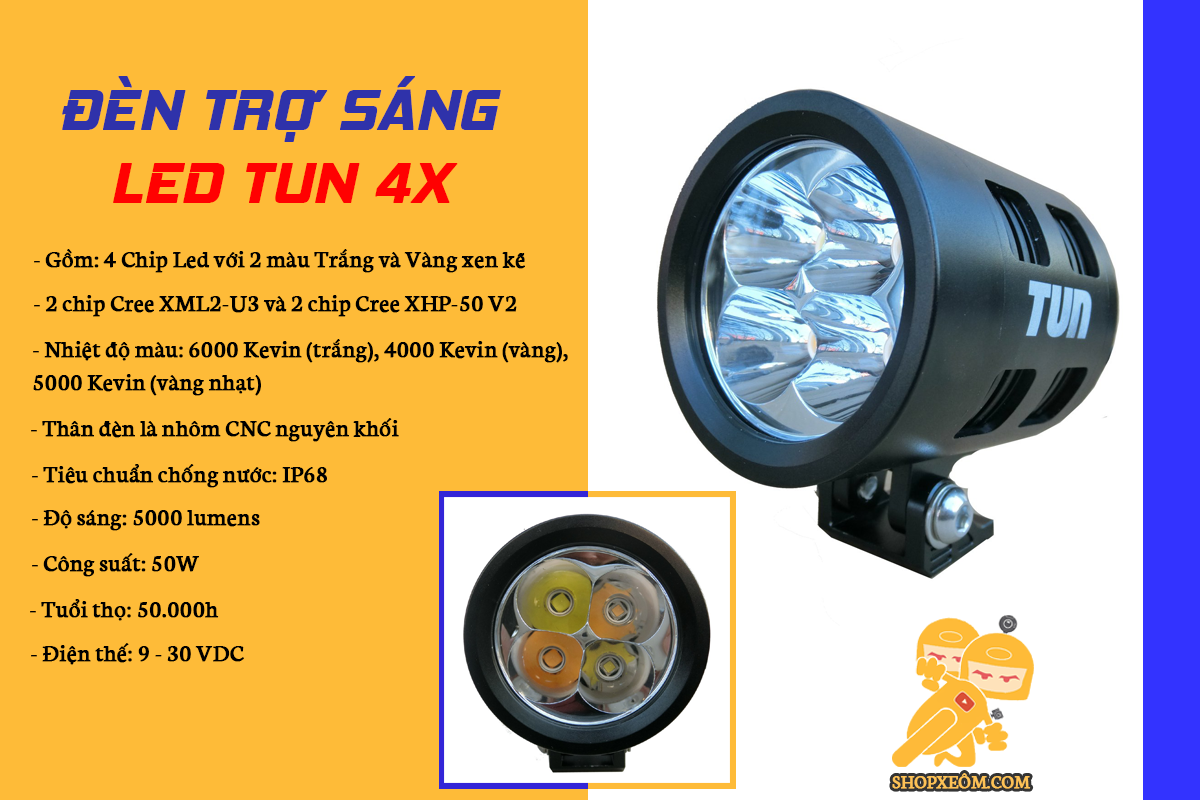 ĐÈN TRỢ SÁNG
LED TUN 4X
- Gồm: 4 Chip Led với 2 màu Trắng và Vàng xen kẽ
- 2 chip Cree XML2-U3 và 2 chip Cree XHP-50 V2
- Nhiệt độ màu: 6000 Kevin (trắng), 4000 Kevin (vàng),
5000 Kevin (vàng nhạt)
- Thân đèn là nhôm CNC nguyên khối
- Tiêu chuẩn chống nước: IP68
- Độ sáng: 5000 lumens
- Công suất: 50W
- Tuổi thọ: 50.000h
- Điện thế: 9 - 30 VDC
TUN
SHOPXEÔM.COM